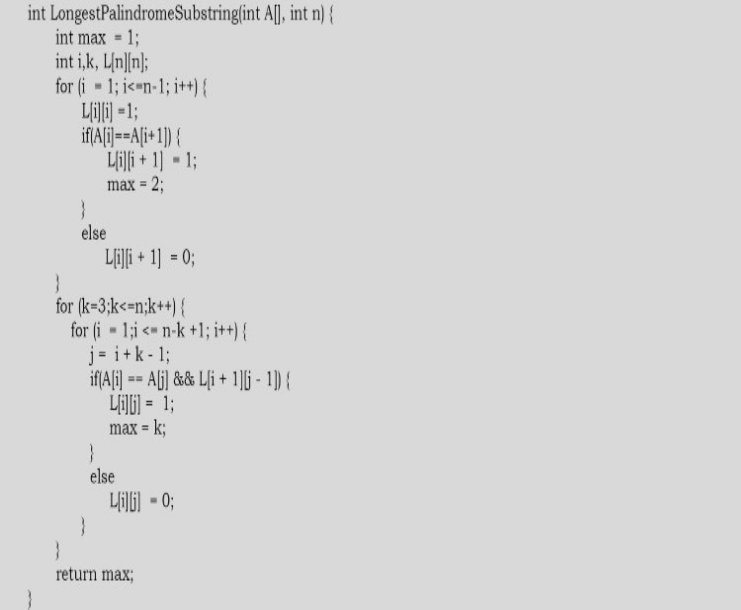 int LongestPalindromeSubstring(int A[], int n) {
int max = 1;
int i,k, L[n][n];
for (i = 1; i<=n-1; i++) {
L[i][i] =1;
if(A[i]==A[i+1]) {
L[i][i + 1] = 1;
max = 2;
}
else
L[i][i + 1] = 0;
}
for (k=3;k<=n;k++) {
for (i = 1;i <= n-k +1; i++) {
j = i + k - 1;
if(A[i] == A[j] && L[i + 1][j - 1]) {
L[i][j] = 1;
max = k;
}
else
L[i][j] = 0;
}
}
return max;
}